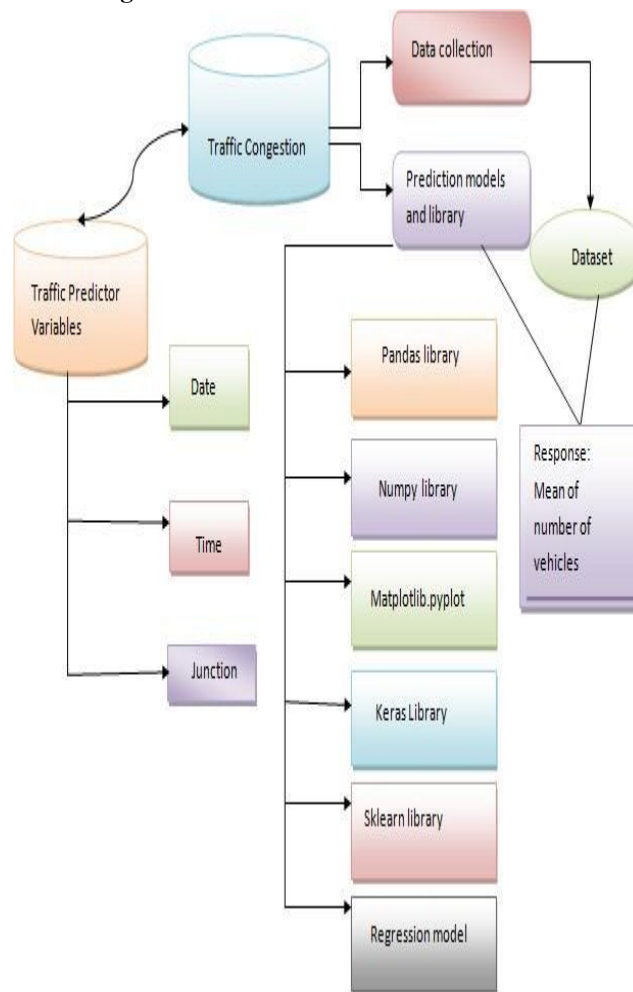 Data collection
Traffic Congestion
Prediction models
and library
Dataset
Traffic Predictor
Variables
Date
Time
Junction
Pandas library
Numpy library
Matplotlib.pyplot
Keras Library
Sklearn library
Regression model
Response:
Mean of
number of
vehicles